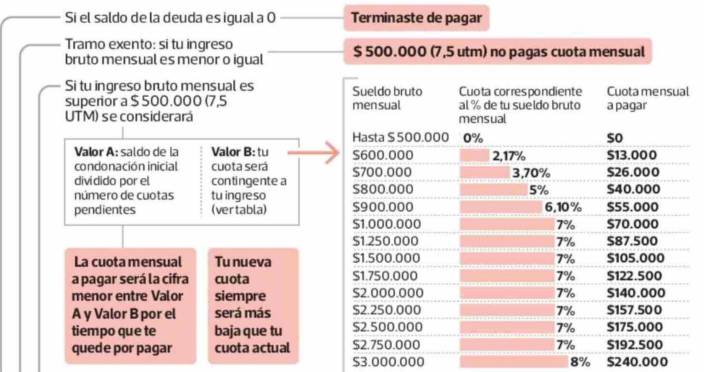 Si el saldo de la deuda es igual a 0
Terminaste de pagar
Tramo exento: si tu ingreso
bruto mensual es menor o igual
$ 500.000 (7,5 utm) no pagas cuota mensual
Si tu ingreso bruto mensual es
superior a $ 500.000 (7,5
UTM) se considerará
Valor A: saldo de la
condonación inicial
dividido por el
número de cuotas
pendientes
Valor B: tu
cuota será
contingente a
tu ingreso
(ver tabla)
La cuota mensual
a pagar será la cifra
menor entre Valor
A y Valor B por el
tiempo que te
quede por pagar
Tu nueva
cuota
siempre
será más
baja que tu
cuota actual
Sueldo bruto
mensual
Cuota correspondiente
al % de tu sueldo bruto
mensual
Cuota mensual
a pagar
Hasta $500.000 0% $0
$600.000 2,17% $13.000
$700.000 3,70% $26.000
$800.000 5% $40.000
$900.000 6,10% $55.000
$1.000.000 7% $70.000
$1.250.000 7% $87.500
$1.500.000 7% $105.000
$1.750.000 7% $122.500
$2.000.000 7% $140.000
$2.250.000 7% $157.500
$2.500.000 7% $175.000
$2.750.000 7% $192.500
$3.000.000 8% $240.000